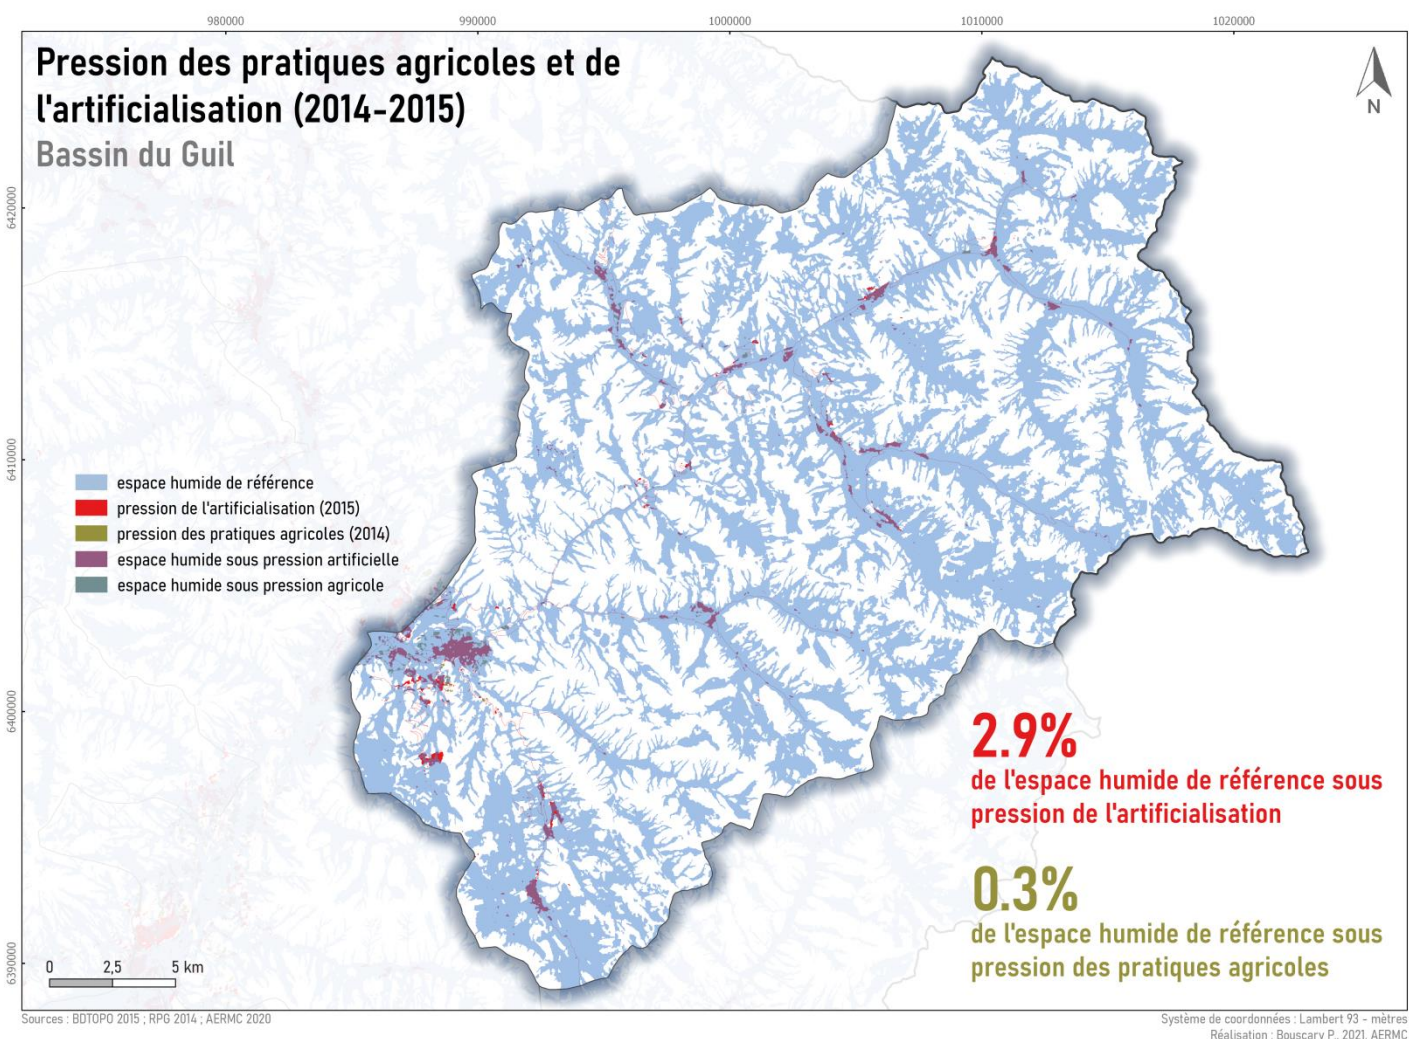 980000
990000
1000000
1010000
1020000
Pression des pratiques agricoles et de
l'artificialisation (2014-2015)
Bassin du Guil
N
6420000
6410000
6400000
6390000
espace humide de référence
pression de l'artificialisation (2015)
pression des pratiques agricoles (2014)
espace humide sous pression artificielle
espace humide sous pression agricole
2.9%
de l'espace humide de référence sous
pression de l'artificialisation
0.3%
de l'espace humide de référence sous
pression des pratiques agricoles
0 2,5 5 km
Sources : BDTOPO 2015 ; RPG 2014 ; AERMC 2020
Système de coordonnées : Lambert 93 - mètres
Réalisation : Bouscary P., 2021, AERMC